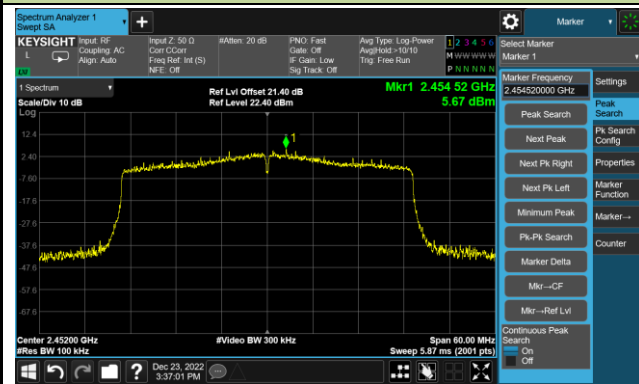 Spectrum Analyzer 1
Swept SA
+
Marker
KEYSIGHT
L
Input: RF
Coupling: AC
Align: Auto
Input Z: 50 Ω
Corr CCorr
Freq Ref: Int (S)
NFE: Off
#Atten: 20 dB
PNO: Fast
Gate: Off
IF Gain: Low
Sig Track: Off
Avg Type: Log-Power
Avg|Hold:>10/10
Trig: Free Run
1 2 3 4 5 6
M W W W W W
P N N N N N
Select Marker
Marker 1
1 Spectrum
Scale/Div 10 dB
Log
Ref Lvl Offset 21.40 dB
Ref Level 22.40 dBm
Mkr1 2.454 52 GHz
5.67 dBm
12.4
2.40
-7.60
-17.6
-27.6
-37.6
-47.6
-57.6
-67.6
1
Center 2.45200 GHz
#Res BW 100 kHz
#Video BW 300 kHz
Span 60.00 MHz
Sweep 5.87 ms (2001 pts)
Marker Frequency
2.454520000 GHz
Peak Search
Next Peak
Next Pk Right
Next Pk Left
Minimum Peak
Pk-Pk Search
Marker Delta
Mkr→CF
Mkr→Ref Lvl
Continuous Peak
Search
On
Off
Settings
Peak
Search
Pk Search
Config
Properties
Marker
Function
Marker→
Counter
?
Dec 23, 2022
3:37:01 PM